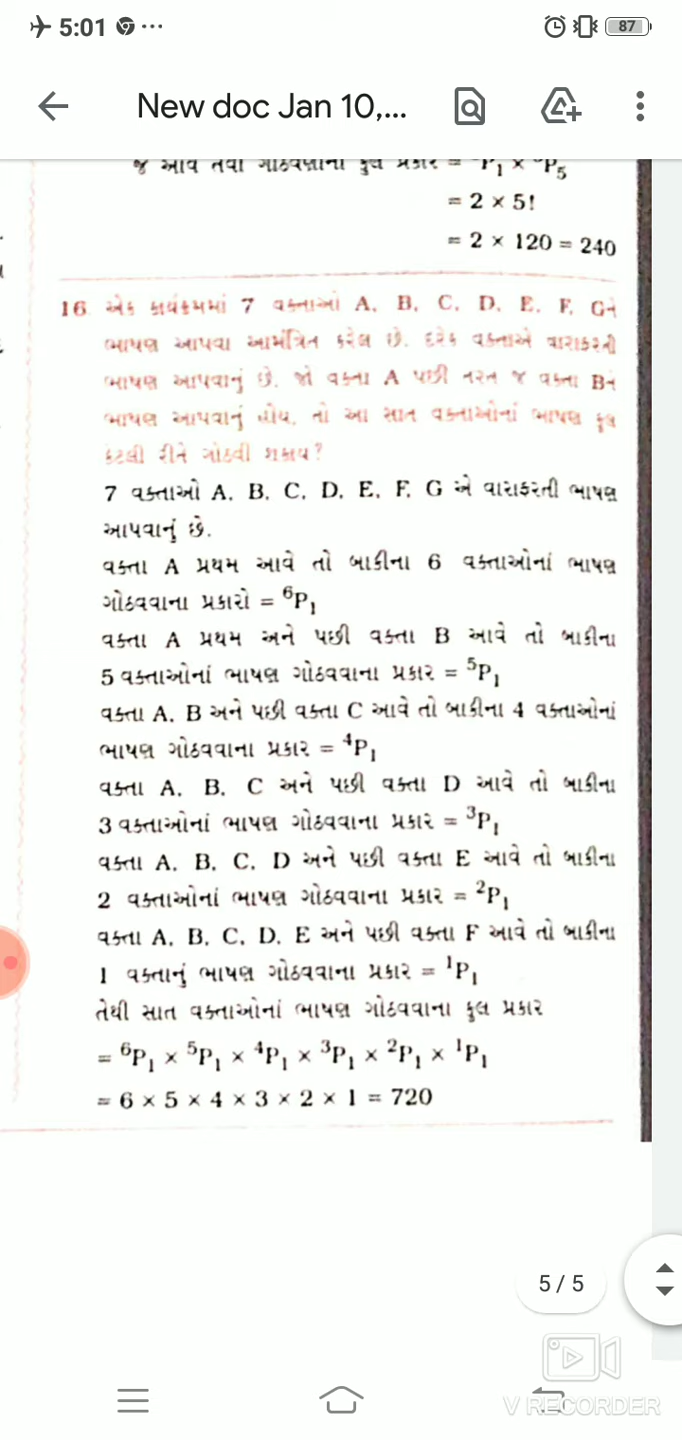 5:01 ...
87
New doc Jan 10,...
જ આવે તેવી ગોઠવણીના કુલ પ્રકાર = P₁ × P₅
= 2 × 5!
= 2 × 120 = 240
16 એક કાર્યક્રમમાં 7 વક્તાઓ A, B, C, D, E, F, Gને
ભાષણ આપવા આમંત્રિત કરેલ છે. દરેક વક્તાએ વારાફરતી
ભાષણ આપવાનું છે. જો વક્તા A પછી તરત જ વક્તા Bને
ભાષણ આપવાનું હોય, તો આ સાત વક્તાઓનાં ભાષણ કુલ
કેટલી રીતે ગોઠવી શકાય?
7 વક્તાઓ A, B, C, D, E, F, G એ વારાફરતી ભાષણ
આપવાનું છે.
વક્તા A પ્રથમ આવે તો બાકીના 6 વક્તાઓનાં ભાષણ
ગોઠવવાના પ્રકારો = ⁶P₁
વક્તા A પ્રથમ અને પછી વક્તા B આવે તો બાકીના
5 વક્તાઓનાં ભાષણ ગોઠવવાના પ્રકાર = ⁵P₁
વક્તા A, B અને પછી વક્તા C આવે તો બાકીના 4 વક્તાઓનાં
ભાષણ ગોઠવવાના પ્રકાર = ⁴P₁
વક્તા A, B, C અને પછી વક્તા D આવે તો બાકીના
3 વક્તાઓનાં ભાષણ ગોઠવવાના પ્રકાર = ³P₁
વક્તા A, B, C, D અને પછી વક્તા E આવે તો બાકીના
2 વક્તાઓનાં ભાષણ ગોઠવવાના પ્રકાર = ²P₁
વક્તા A, B, C, D, E અને પછી વક્તા F આવે તો બાકીના
1 વક્તાનું ભાષણ ગોઠવવાના પ્રકાર = ¹P₁
તેથી સાત વક્તાઓનાં ભાષણ ગોઠવવાના કુલ પ્રકાર
= ⁶P₁ × ⁵P₁ × ⁴P₁ × ³P₁ × ²P₁ × ¹P₁
= 6 × 5 × 4 × 3 × 2 × 1 = 720
5 / 5
V RECORDER